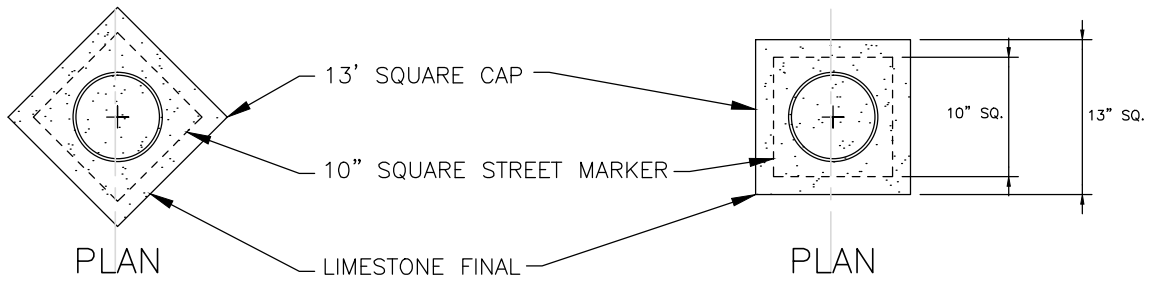 13' SQUARE CAP
10" SQ.
13" SQ.
10" SQUARE STREET MARKER
PLAN
LIMESTONE FINAL
PLAN